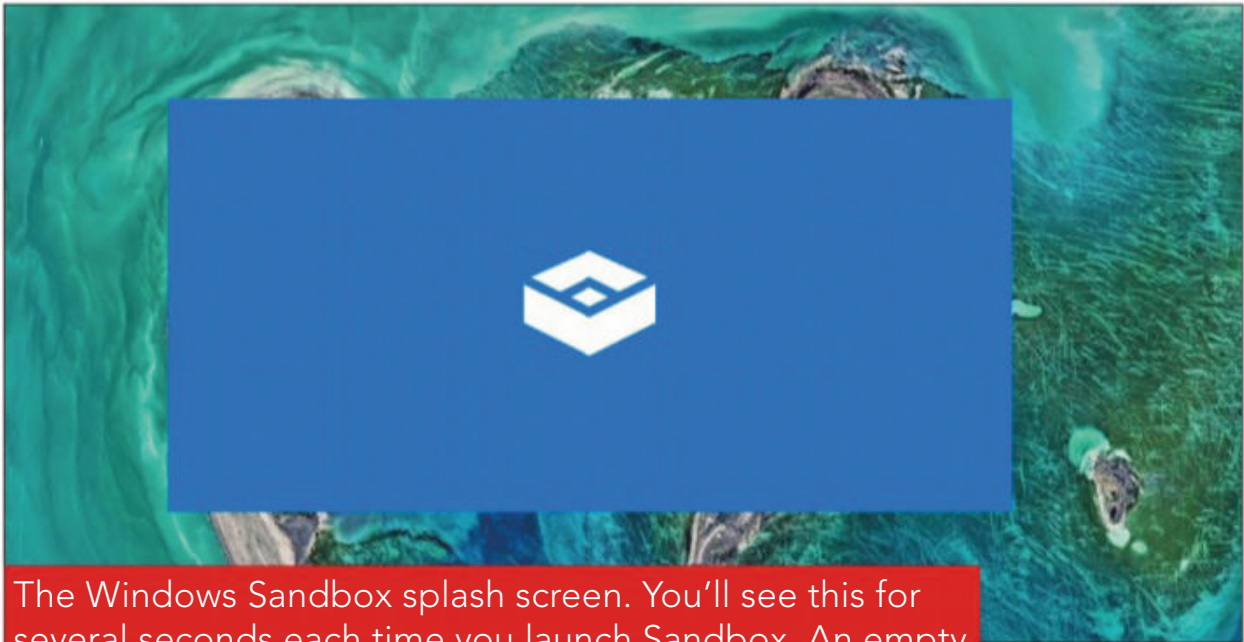 The Windows Sandbox splash screen. You’ll see this for
several seconds each time you launch Sandbox. An empty